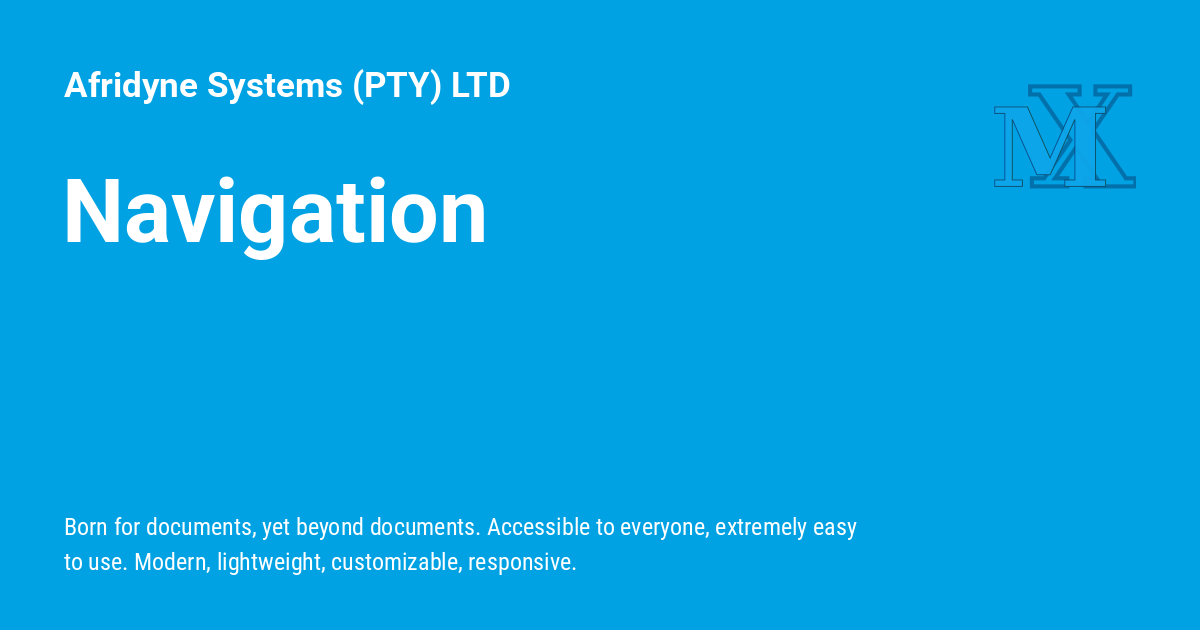 Afridyne Systems (PTY) LTD
MX
Navigation
Born for documents, yet beyond documents. Accessible to everyone, extremely easy
to use. Modern, lightweight, customizable, responsive.